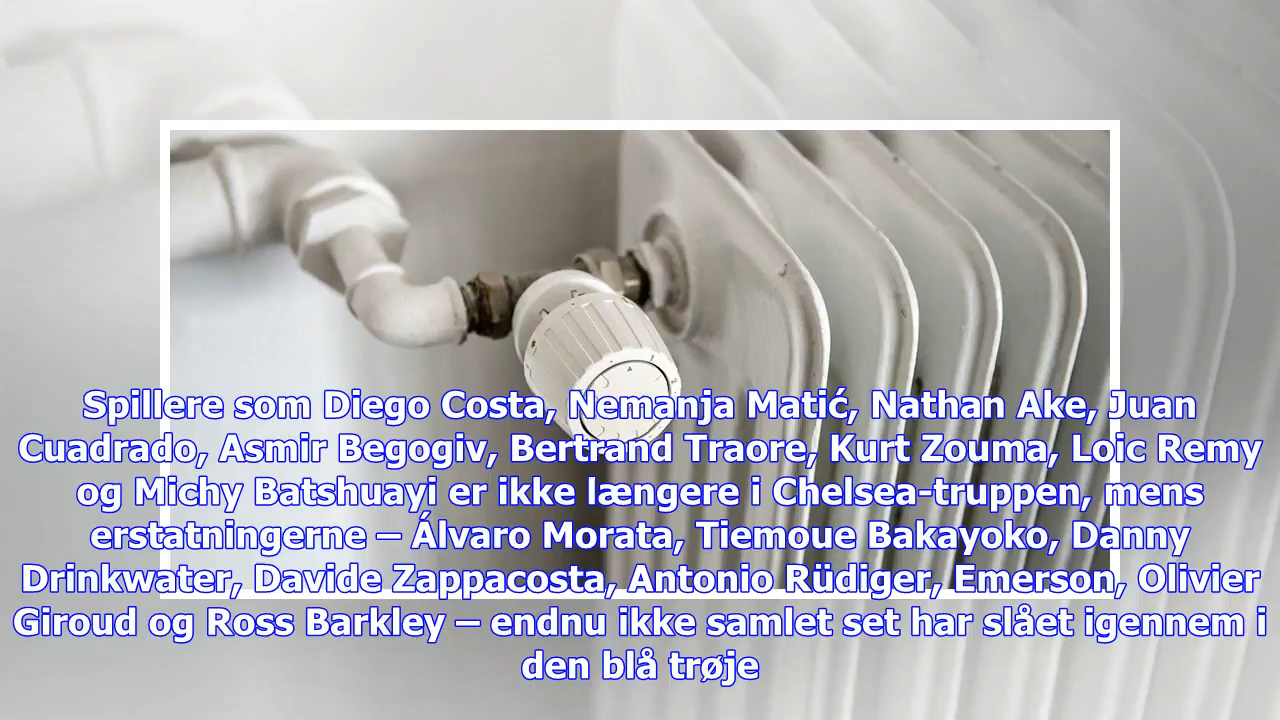 Spillere som Diego Costa, Nemanja Matić, Nathan Ake, Juan
Cuadrado, Asmir Begogiv, Bertrand Traore, Kurt Zouma, Loic Remy
og Michy Batshuayi er ikke længere i Chelsea-truppen, mens
erstatningerne – Álvaro Morata, Tiemoue Bakayoko, Danny
Drinkwater, Davide Zappacosta, Antonio Rüdiger, Emerson, Olivier
Giroud og Ross Barkley – endnu ikke samlet set har slået igennem i
den blå trøje